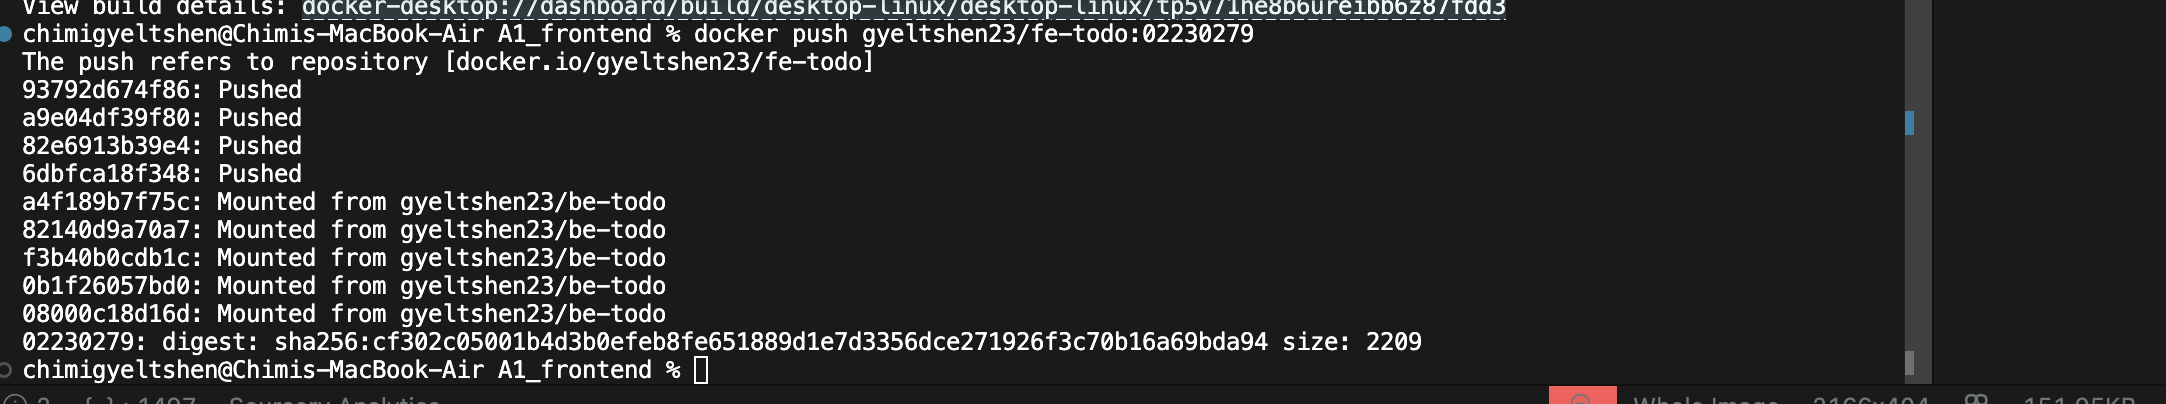 View build details: docker-desktop://dashboard/build/desktop-linux/desktop-linux/tp5v71he8b6ureibb6z87fdd3
chimigyeltshen@Chimis-MacBook-Air A1_frontend % docker push gyeltshen23/fe-todo:02230279
The push refers to repository [docker.io/gyeltshen23/fe-todo]
93792d674f86: Pushed
a9e04df39f80: Pushed
82e6913b39e4: Pushed
6dbfca18f348: Pushed
a4f189b7f75c: Mounted from gyeltshen23/be-todo
82140d9a70a7: Mounted from gyeltshen23/be-todo
f3b40b0cdb1c: Mounted from gyeltshen23/be-todo
0b1f26057bd0: Mounted from gyeltshen23/be-todo
08000c18d16d: Mounted from gyeltshen23/be-todo
02230279: digest: sha256:cf302c05001b4d3b0efeb8fe651889d1e7d3356dce271926f3c70b16a69bda94 size: 2209
chimigyeltshen@Chimis-MacBook-Air A1_frontend %
Whole Image 2166x404 151.95KB